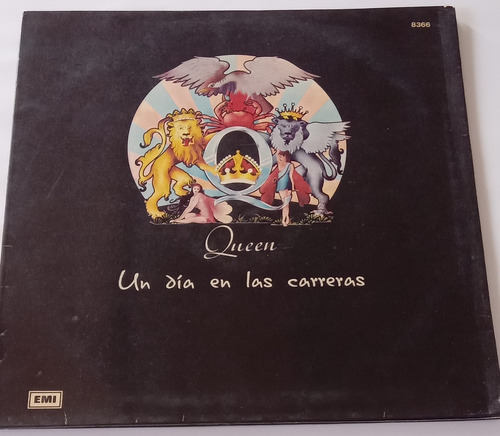 8366
Queen
Un día en las carreras
EMI